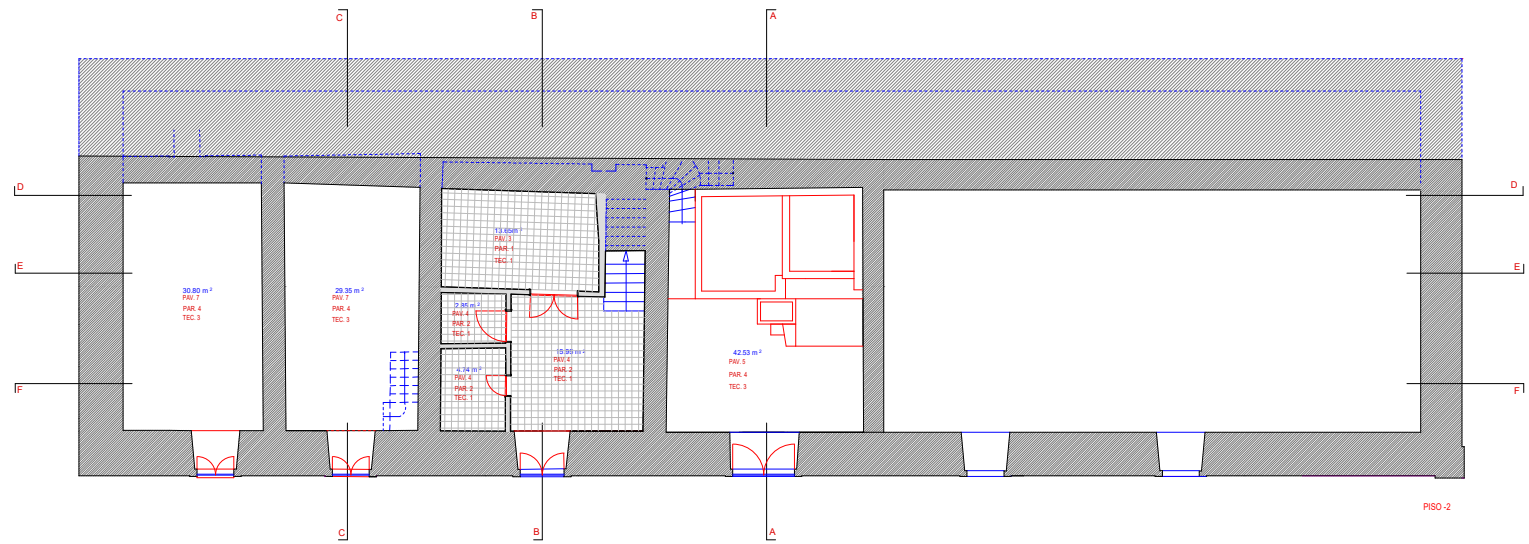 C
B
A
D
D
13.65m²
PAV. 3
PAR. 1
TEC. 1
E
E
30.80 m²
PAV. 7
PAR. 4
TEC. 3
29.35 m²
PAV. 7
PAR. 4
TEC. 3
2.85 m²
PAV. 4
PAR. 2
TEC. 1
PAV. 4
PAR. 2
TEC. 1
42.53 m²
PAV. 5
PAR. 4
TEC. 3
4.74 m²
PAV. 4
PAR. 2
TEC. 1
F
F
PISO -2
C
B
A